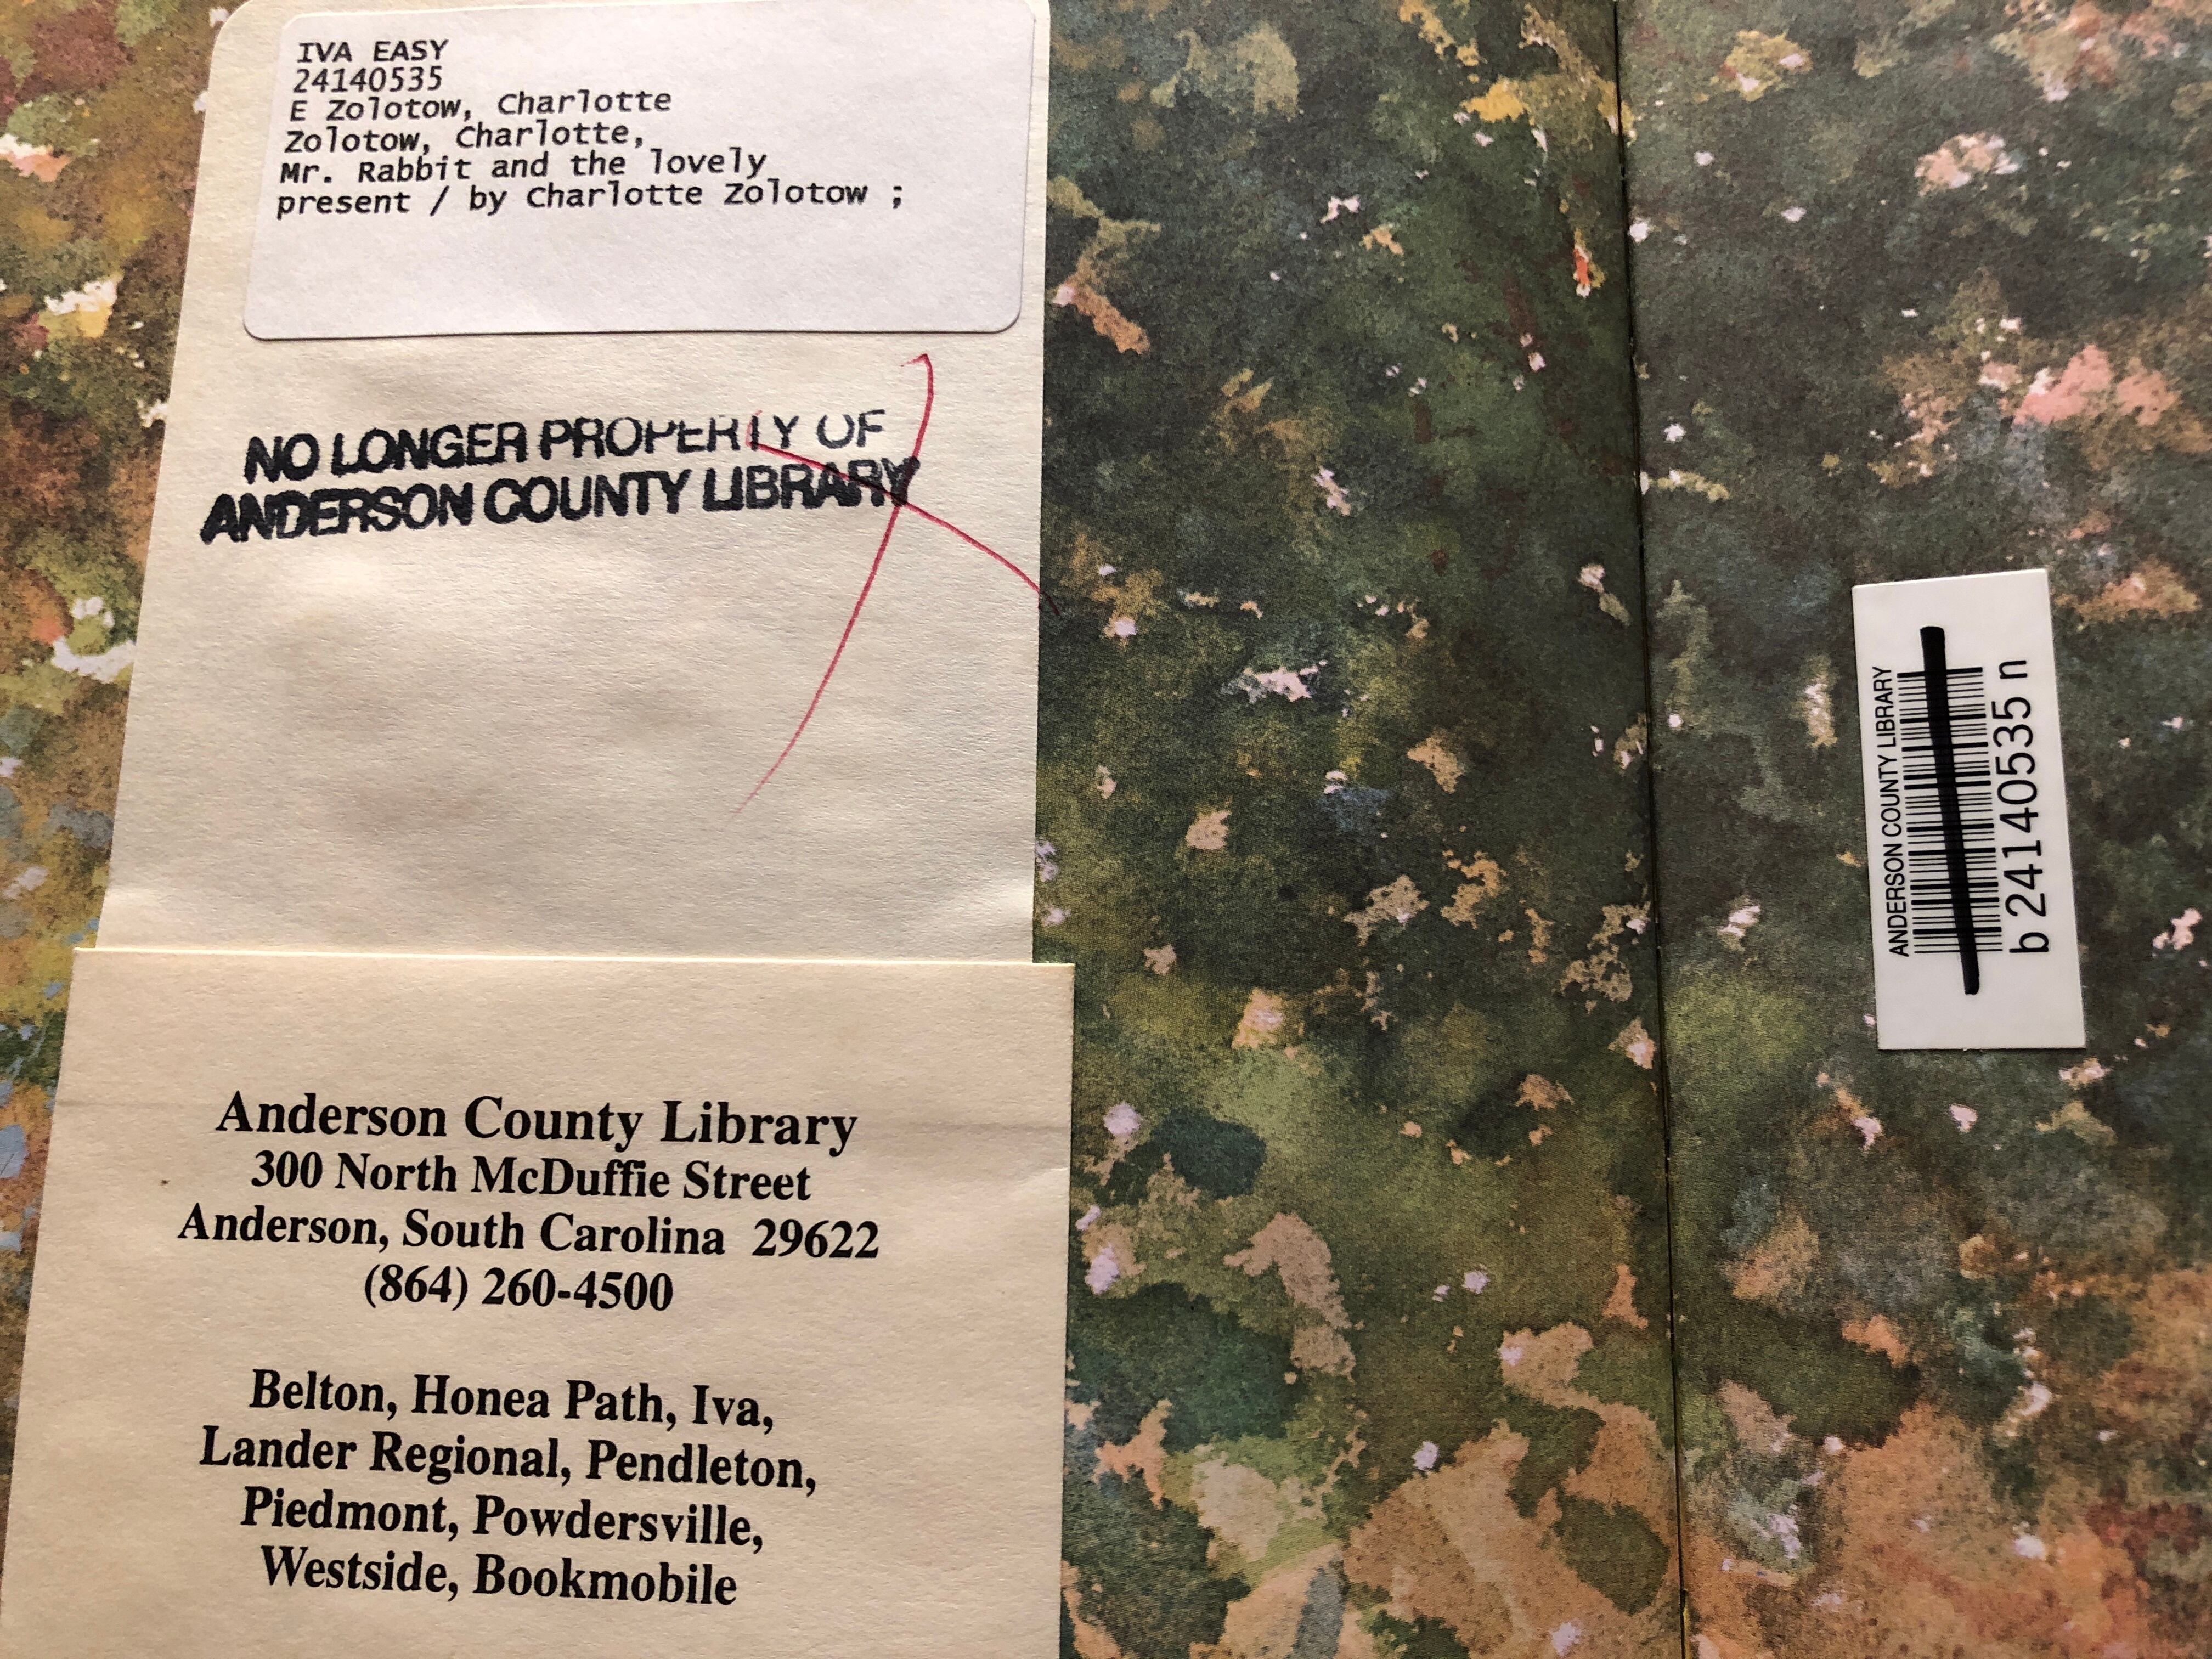 IVA EASY
24140535
E Zolotow, Charlotte
Zolotow, Charlotte,
Mr. Rabbit and the lovely
present / by Charlotte Zolotow ;
NO LONGER PROPERTY OF
ANDERSON COUNTY LIBRARY
Anderson County Library
300 North McDuffie Street
Anderson, South Carolina 29622
(864) 260-4500
Belton, Honea Path, Iva,
Lander Regional, Pendleton,
Piedmont, Powdersville,
Westside, Bookmobile
ANDERSON COUNTY LIBRARY
b 24140535 n